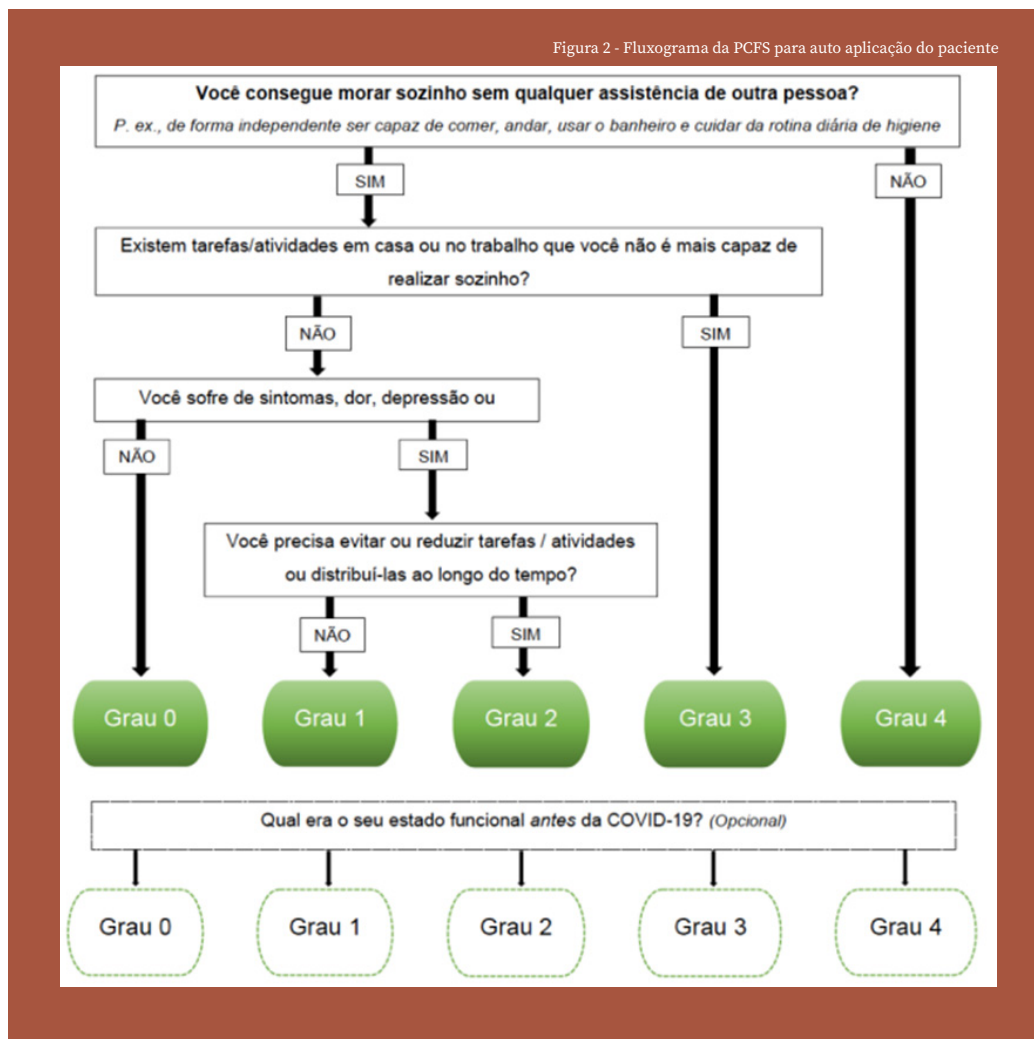 Figura 2 - Fluxograma da PCFS para auto aplicação do paciente
Você consegue morar sozinho sem qualquer assistência de outra pessoa?
P. ex., de forma independente ser capaz de comer, andar, usar o banheiro e cuidar da rotina diária de higiene
SIM
NÃO
Existem tarefas/atividades em casa ou no trabalho que você não é mais capaz de
realizar sozinho?
NÃO
SIM
Você sofre de sintomas, dor, depressão ou
NÃO
SIM
Você precisa evitar ou reduzir tarefas / atividades
ou distribuí-las ao longo do tempo?
NÃO
SIM
Grau 0
Grau 1
Grau 2
Grau 3
Grau 4
Qual era o seu estado funcional antes da COVID-19? (Opcional)
Grau 0
Grau 1
Grau 2
Grau 3
Grau 4